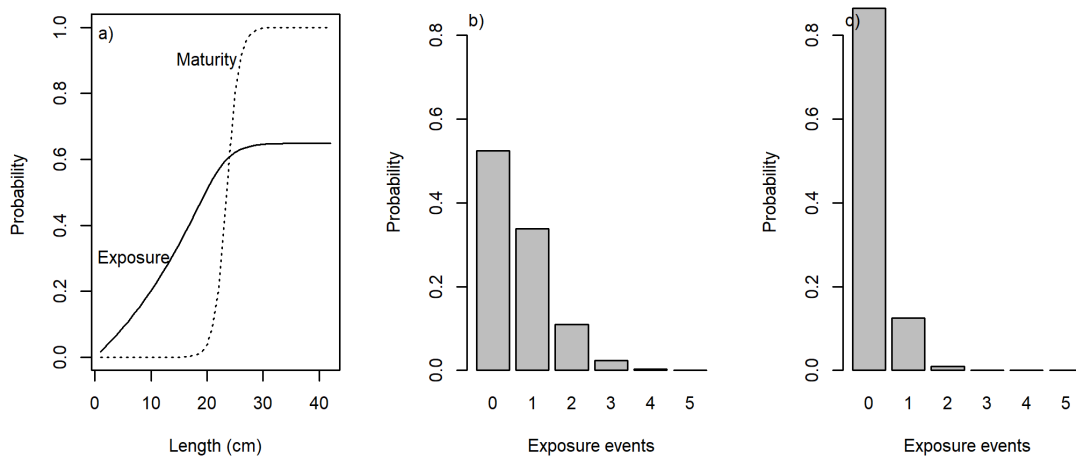 a)
Maturity
Exposure
Probability
0.0 0.2 0.4 0.6 0.8 1.0
0 10 20 30 40
Length (cm)
b)
Probability
0.0 0.2 0.4 0.6 0.8
0 1 2 3 4 5
Exposure events
c)
Probability
0.0 0.2 0.4 0.6 0.8
0 1 2 3 4 5
Exposure events